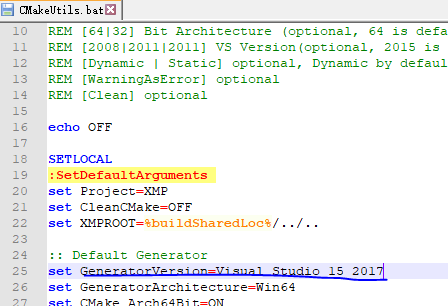 CMakeUtils.bat
10 REM [64|32] Bit Architecture (optional, 64 is defa
11 REM [2008|2011|2011] VS Version(optional, 2015 is
12 REM [Dynamic | Static] optional, Dynamic by defaul
13 REM [WarningAsError] optional
14 REM [Clean] optional
15
16 echo OFF
17
18 SETLOCAL
19 :SetDefaultArguments
20 set Project=XMP
21 set CleanCMake=OFF
22 set XMPROOT=%buildSharedLoc%/../..
23
24 :: Default Generator
25 set GeneratorVersion=Visual Studio 15 2017
26 set GeneratorArchitecture=Win64
27 set CMake Arch64Bit=ON